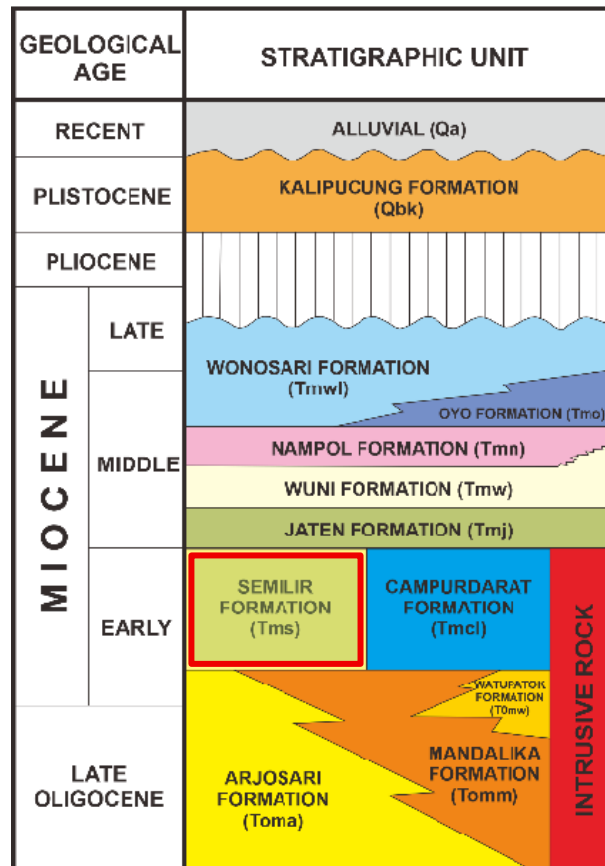 GEOLOGICAL
AGE
STRATIGRAPHIC UNIT
RECENT
ALLUVIAL (Qa)
PLISTOCENE
KALIPUCUNG FORMATION
(Qbk)
PLIOCENE
MIOCENE
LATE
WONOSARI FORMATION
(Tmwl)
OYO FORMATION (Tmo)
MIDDLE
NAMPOL FORMATION (Tmn)
WUNI FORMATION (Tmw)
JATEN FORMATION (Tmj)
EARLY
SEMILIR
FORMATION
(Tms)
CAMPURDARAT
FORMATION
(Tmcl)
INTRUSIVE ROCK
WATUPATOK
FORMATION
(T0mw)
LATE
OLIGOCENE
ARJOSARI
FORMATION
(Toma)
MANDALIKA
FORMATION
(Tomm)